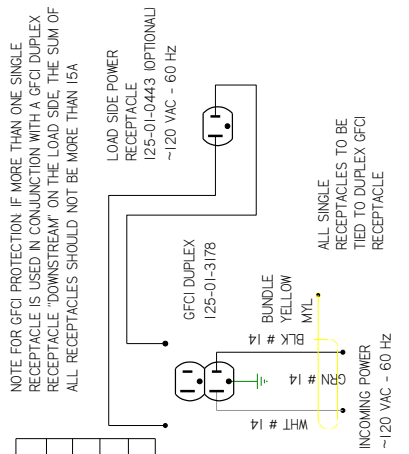 NOTE FOR GFCI PROTECTION: IF MORE THAN ONE SINGLE
RECEPTACLE IS USED IN CONJUNCTION WITH A GFCI DUPLEX
RECEPTACLE "DOWNSTREAM" ON THE LOAD SIDE, THE SUM OF
ALL RECEPTACLES SHOULD NOT BE MORE THAN 15A
LOAD SIDE POWER
RECEPTACLE
125-01-0443 (OPTIONAL)
~120 VAC - 60 Hz
GFCI DUPLEX
125-01-3178
BUNDLE
YELLOW
MYL
BLK # 14
GRN # 14
WHT # 14
ALL SINGLE
RECEPTACLES TO BE
TIED TO DUPLEX GFCI
RECEPTACLE
INCOMING POWER
~120 VAC - 60 Hz